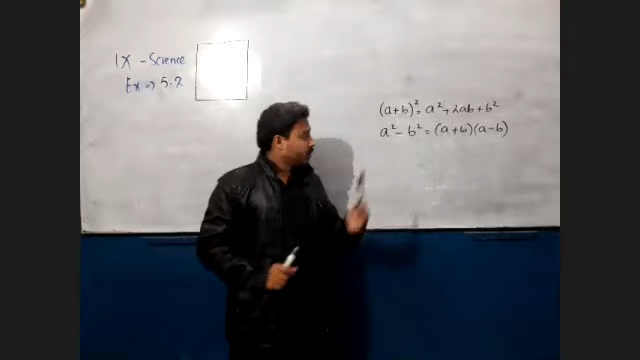 IX - Science
Ex => 5.2
(a+b)² = a² + 2ab + b²
a² - b² = (a+b)(a-b)